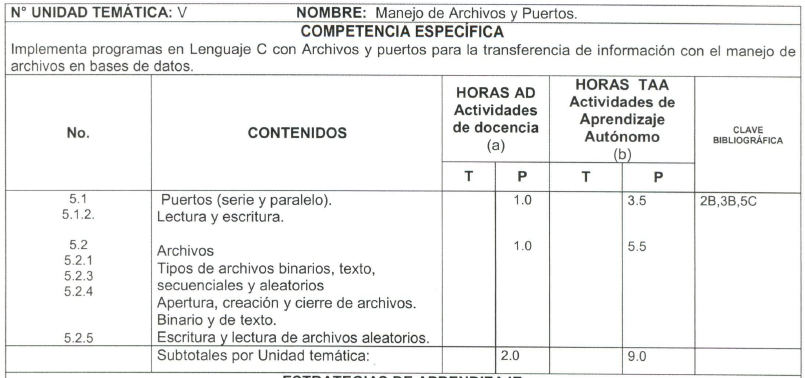 N° UNIDAD TEMÁTICA: V NOMBRE: Manejo de Archivos y Puertos.
COMPETENCIA ESPECÍFICA
Implementa programas en Lenguaje C con Archivos y puertos para la transferencia de información con el manejo de
archivos en bases de datos.
No. CONTENIDOS
HORAS AD
Actividades
de docencia
(a)
HORAS TAA
Actividades de
Aprendizaje
Autónomo
(b)
CLAVE
BIBLIOGRÁFICA
T P T P
5.1 Puertos (serie y paralelo). 1.0 3.5 2B,3B,5C
5.1.2. Lectura y escritura.
5.2 Archivos 1.0 5.5
5.2.1 Tipos de archivos binarios, texto,
5.2.3 secuenciales y aleatorios
5.2.4 Apertura, creación y cierre de archivos.
Binario y de texto.
5.2.5 Escritura y lectura de archivos aleatorios.
Subtotales por Unidad temática: 2.0 9.0
ESTRATEGIAS DE APRENDIZAJE